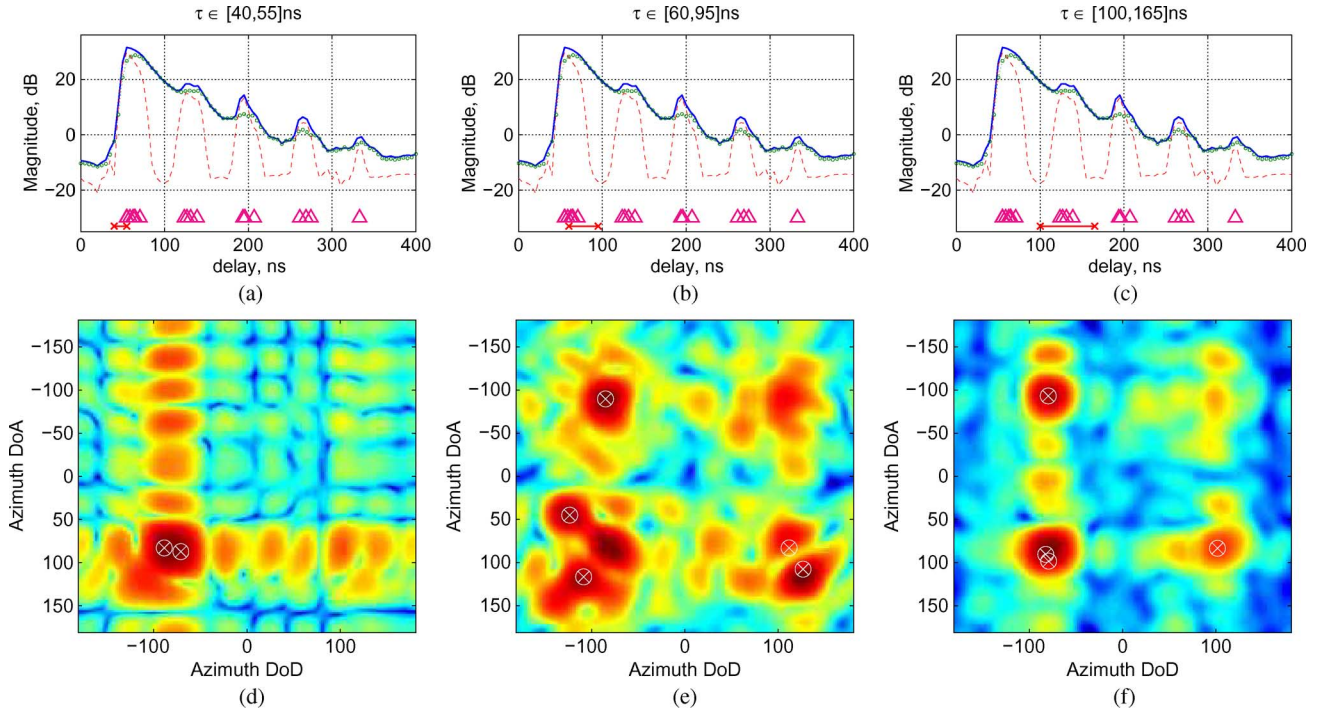 τ ∈ [40,55]ns
τ ∈ [60,95]ns
τ ∈ [100,165]ns
Magnitude, dB
20
0
−20
0
100
200
300
400
delay, ns
(a)
Magnitude, dB
20
0
−20
0
100
200
300
400
delay, ns
(b)
Magnitude, dB
20
0
−20
0
100
200
300
400
delay, ns
(c)
Azimuth DoA
−150
−100
−50
0
50
100
150
−100
0
100
Azimuth DoD
(d)
Azimuth DoA
−150
−100
−50
0
50
100
150
−100
0
100
Azimuth DoD
(e)
Azimuth DoA
−150
−100
−50
0
50
100
150
−100
0
100
Azimuth DoD
(f)